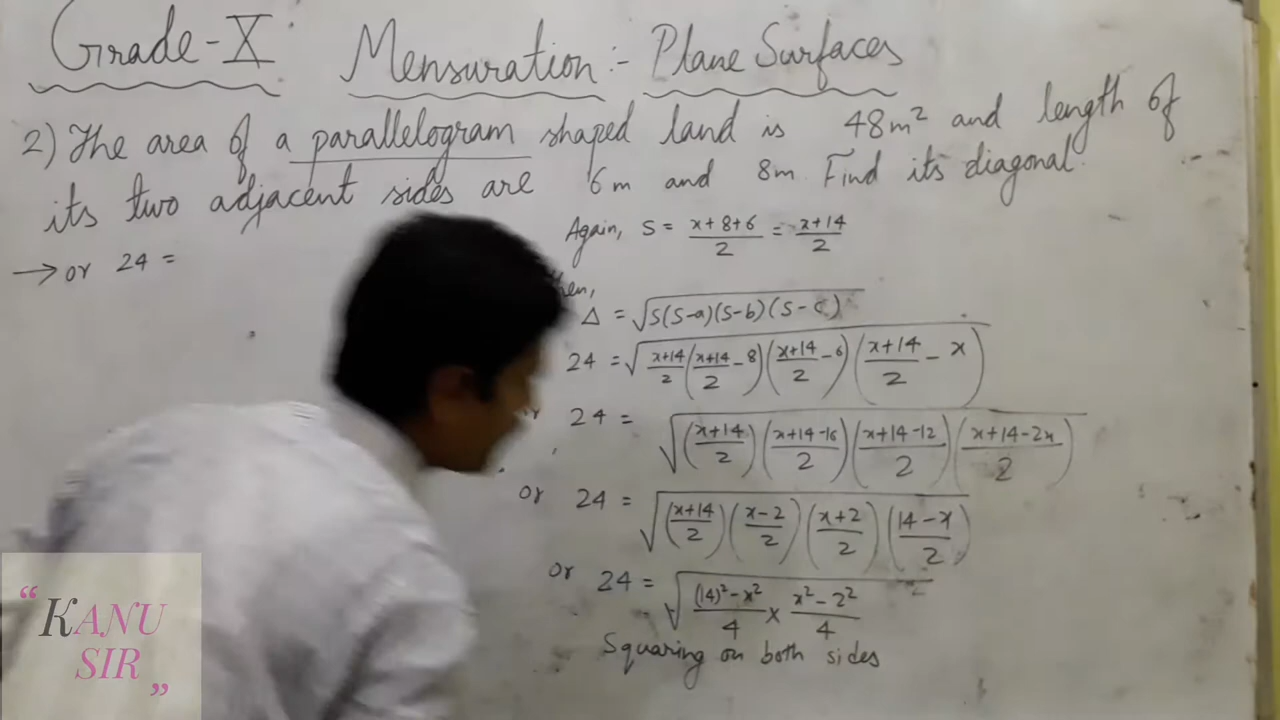 Grade-X: Mensuration:- Plane Surfaces
2) The area of a parallelogram shaped land is 48m² and length of
its two adjacent sides are 6m and 8m. Find its diagonal.
→ or 24 =
Again, S = (x+8+6)/2 = (x+14)/2
Δ = √(S(S-a)(S-b)(S-c))
24 = √((x+14)/2 ((x+14)/2 - 8)((x+14)/2 - 6)((x+14)/2 - x))
24 = √(((x+14)/2)((x+14-16)/2)((x+14-12)/2)((x+14-2x)/2))
or 24 = √(((x+14)/2)((x-2)/2)((x+2)/2)((14-x)/2))
or 24 = √(((14)²-x²)/4 × (x²-2²)/4)
Squaring on both sides
“KANU
SIR”